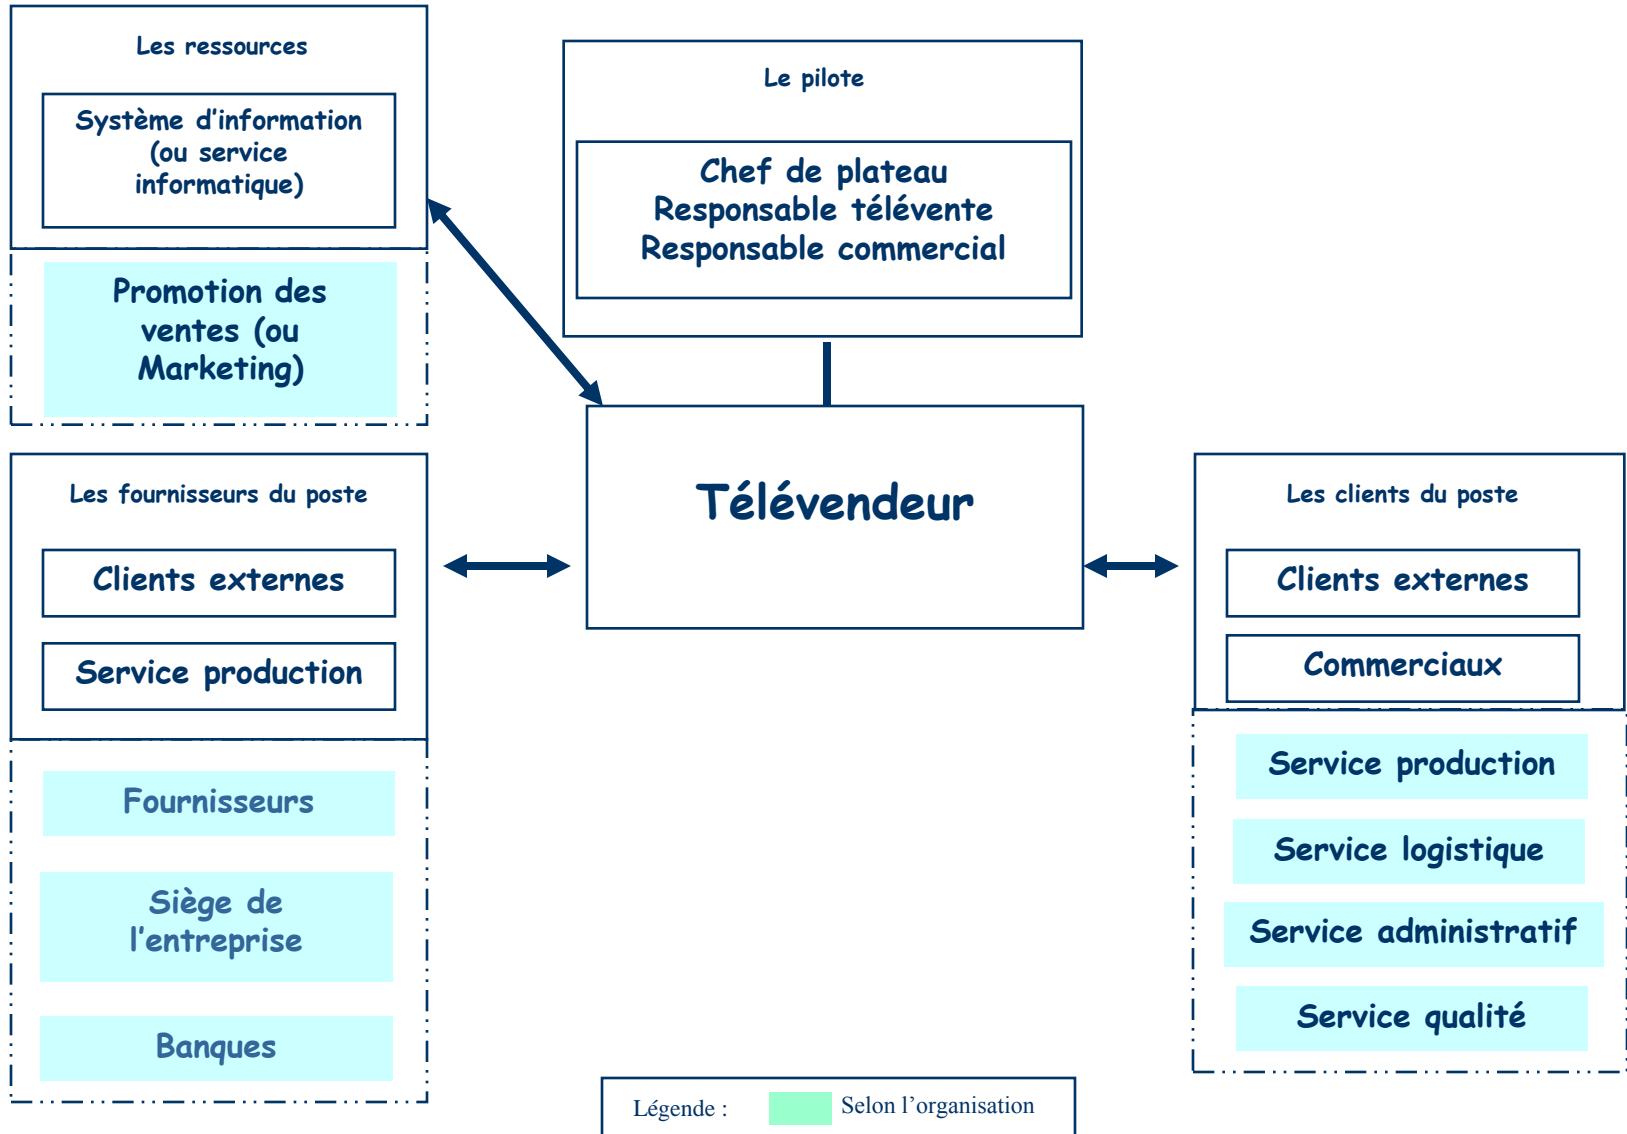 Les ressources
Système d'information
(ou service
informatique)
Promotion des
ventes (ou
Marketing)
Le pilote
Chef de plateau
Responsable télévente
Responsable commercial
Télévendeur
Les fournisseurs du poste
Clients externes
Service production
Fournisseurs
Siège de
l'entreprise
Banques
Les clients du poste
Clients externes
Commerciaux
Service production
Service logistique
Service administratif
Service qualité
Légende :
Selon l'organisation